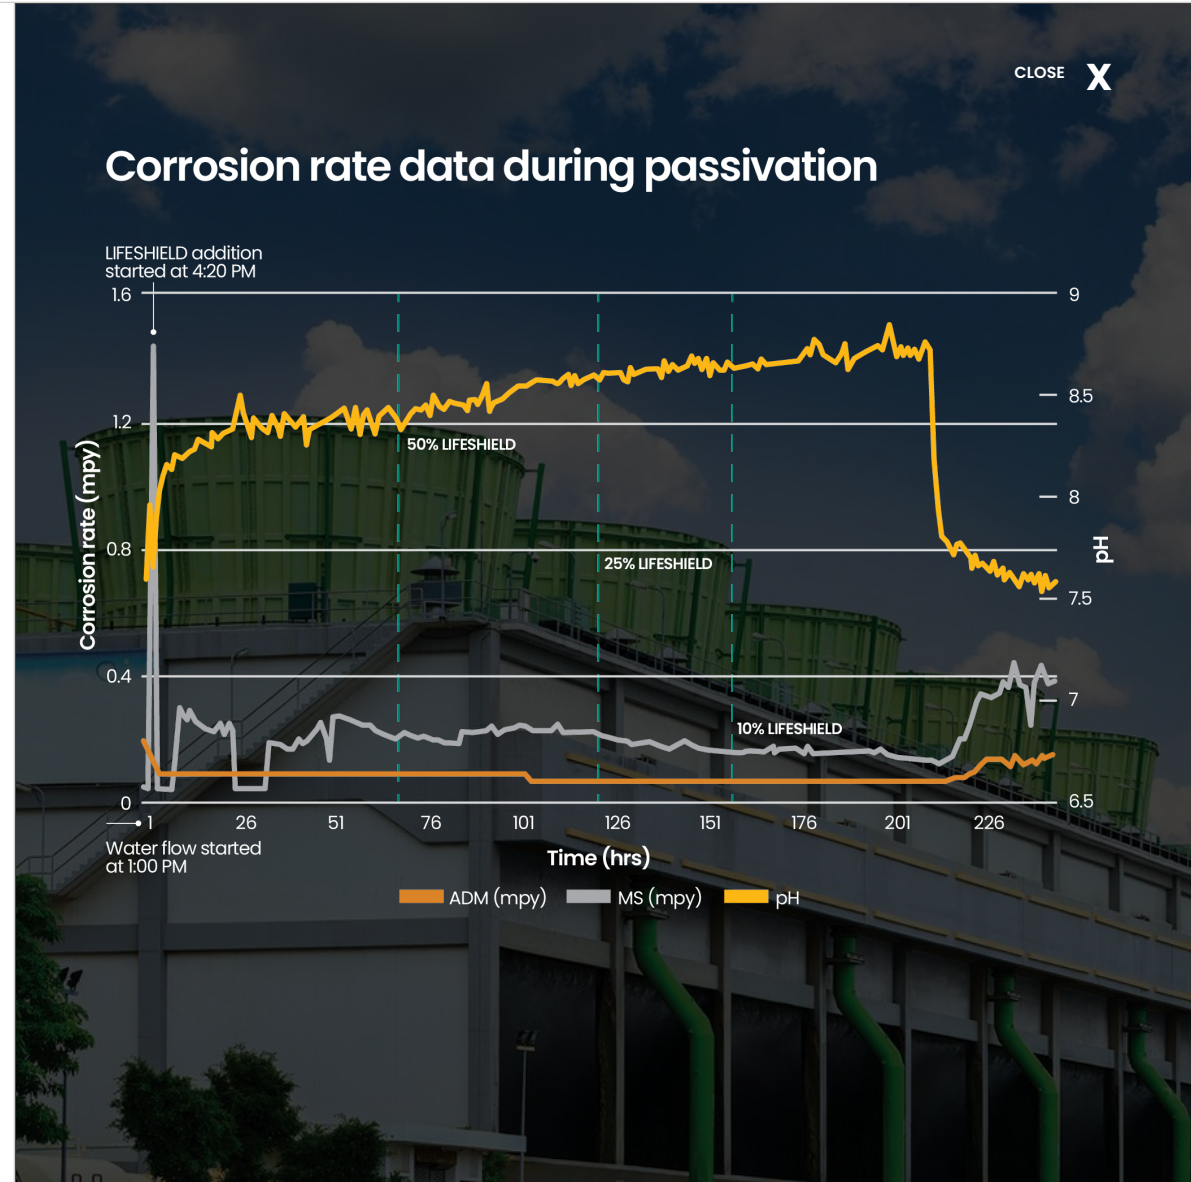 CLOSE X
Corrosion rate data during passivation
LIFESHIELD addition
started at 4:20 PM
1.6
1.2
0.8
0.4
0
Corrosion rate (mpy)
9
8.5
8
7.5
7
6.5
pH
50% LIFESHIELD
25% LIFESHIELD
10% LIFESHIELD
1 26 51 76 101 126 151 176 201 226
Water flow started
at 1:00 PM
Time (hrs)
ADM (mpy) MS (mpy) pH